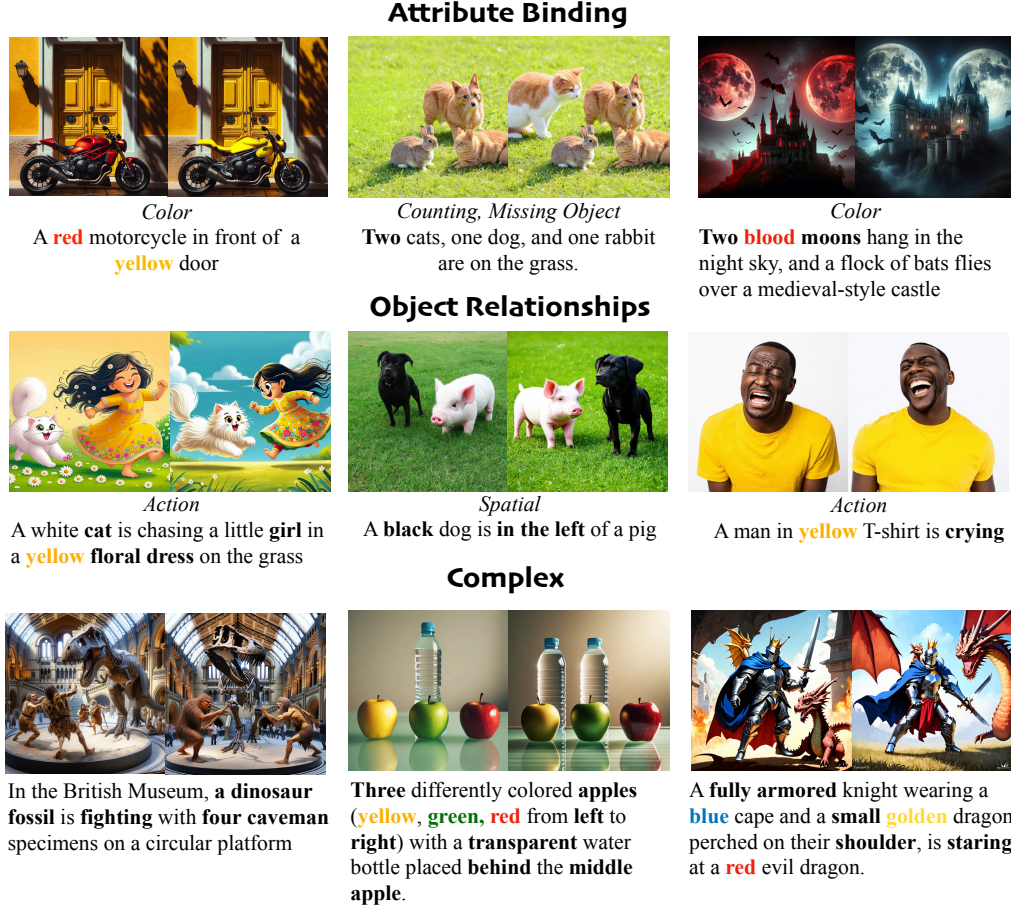 Attribute Binding
Color
A red motorcycle in front of a
yellow door
Counting, Missing Object
Two cats, one dog, and one rabbit
are on the grass.
Color
Two blood moons hang in the
night sky, and a flock of bats flies
over a medieval-style castle
Object Relationships
Action
A white cat is chasing a little girl in
a yellow floral dress on the grass
Spatial
A black dog is in the left of a pig
Action
A man in yellow T-shirt is crying
Complex
In the British Museum, a dinosaur
fossil is fighting with four caveman
specimens on a circular platform
Three differently colored apples
(yellow, green, red from left to
right) with a transparent water
bottle placed behind the middle
apple.
A fully armored knight wearing a
blue cape and a small golden dragon
perched on their shoulder, is staring
at a red evil dragon.